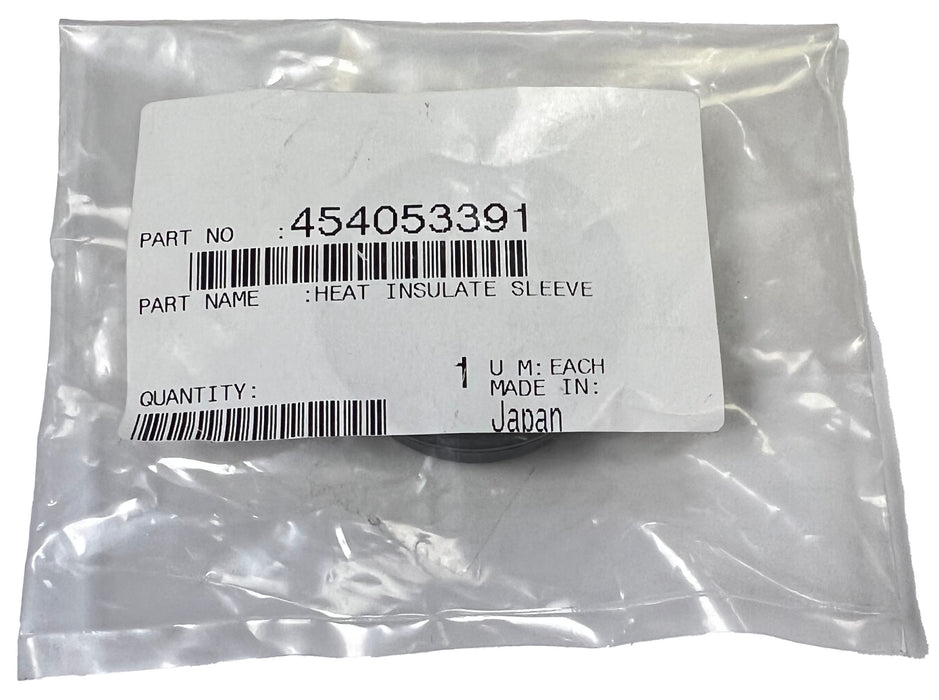 PART NO :454053391
PART NAME :HEAT INSULATE SLEEVE
QUANTITY: 1 U M: EACH
MADE IN:
Japan